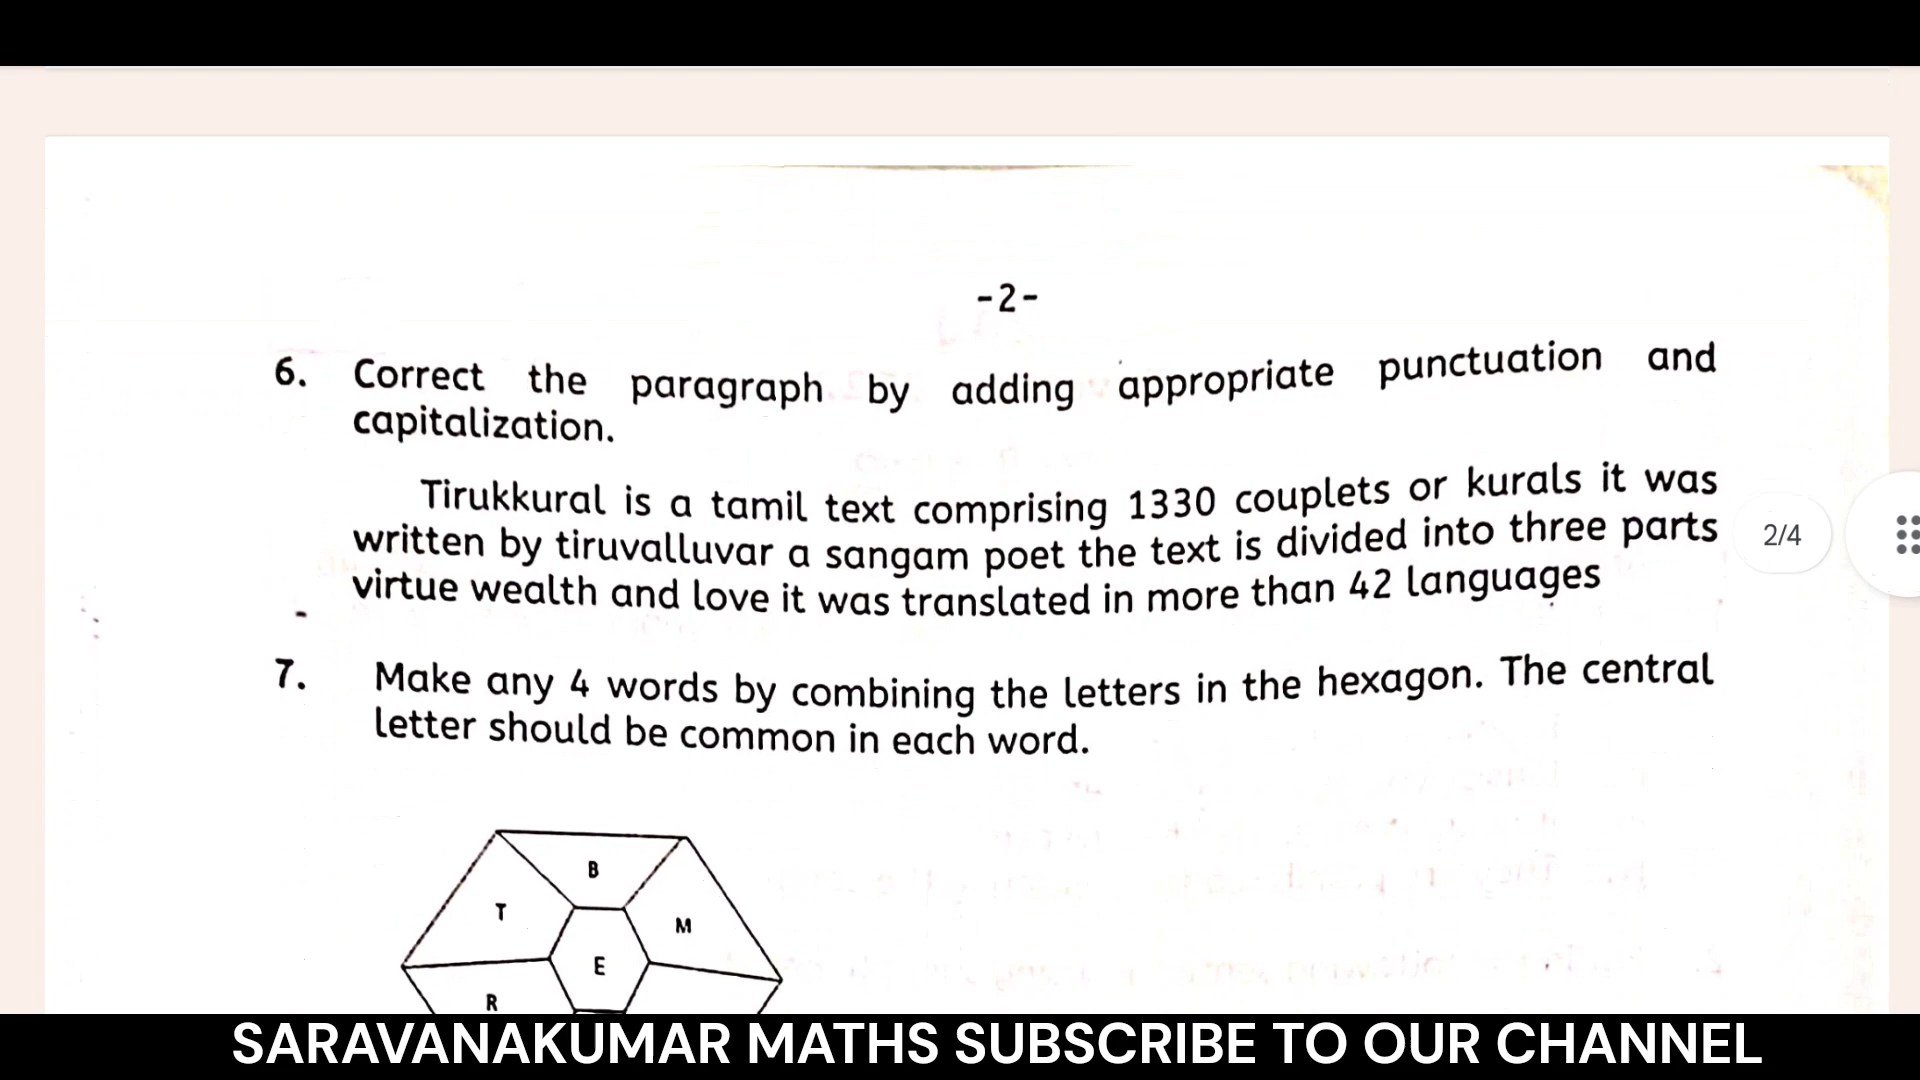 -2-
6. Correct the paragraph by adding appropriate punctuation and
capitalization.
Tirukkural is a tamil text comprising 1330 couplets or kurals it was
written by tiruvalluvar a sangam poet the text is divided into three parts
virtue wealth and love it was translated in more than 42 languages
2/4
7. Make any 4 words by combining the letters in the hexagon. The central
letter should be common in each word.
B
T
M
E
R
SARAVANAKUMAR MATHS SUBSCRIBE TO OUR CHANNEL